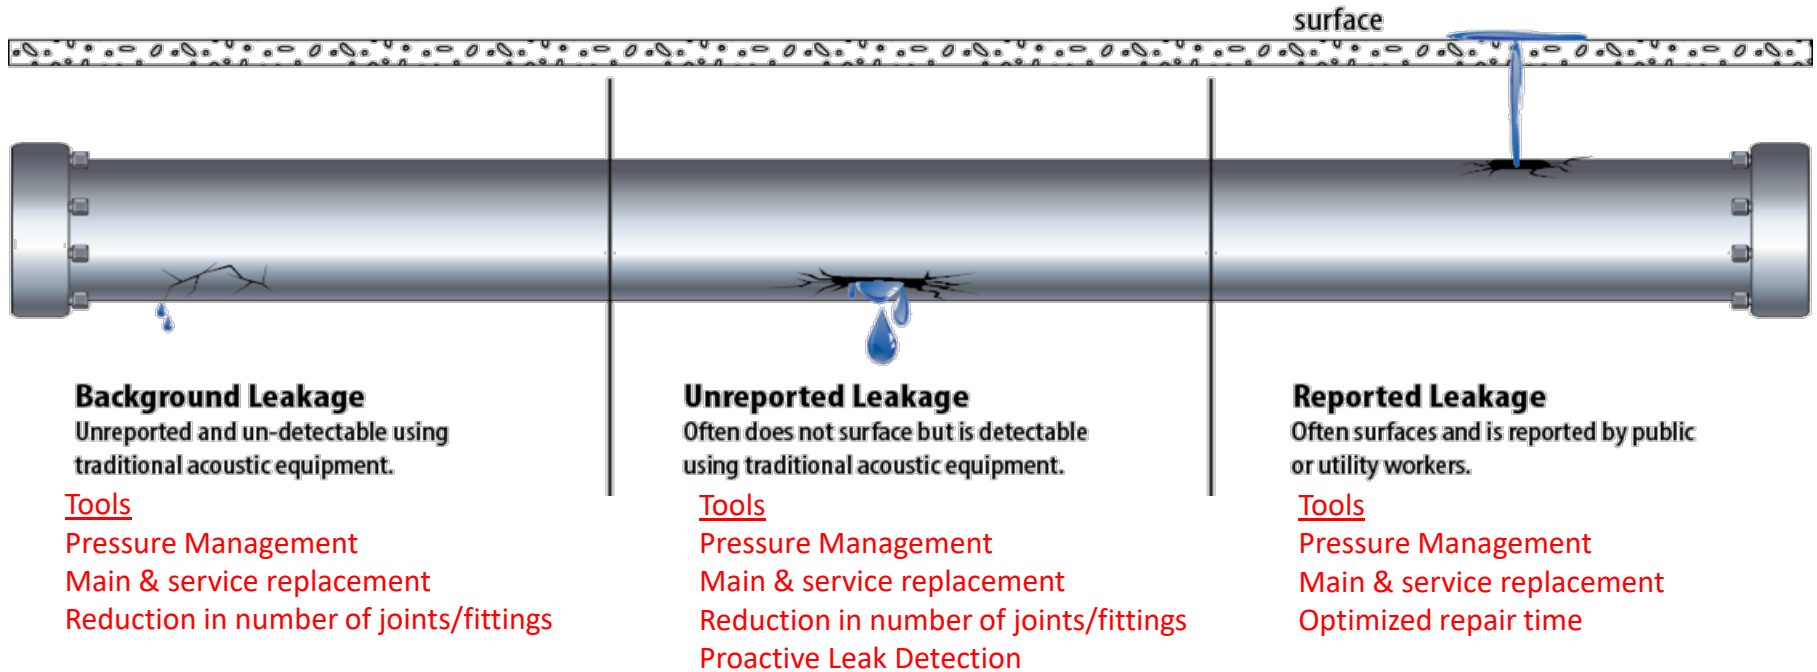 surface
Background Leakage
Unreported and un-detectable using
traditional acoustic equipment.
Tools
Pressure Management
Main & service replacement
Reduction in number of joints/fittings
Unreported Leakage
Often does not surface but is detectable
using traditional acoustic equipment.
Tools
Pressure Management
Main & service replacement
Reduction in number of joints/fittings
Proactive Leak Detection
Reported Leakage
Often surfaces and is reported by public
or utility workers.
Tools
Pressure Management
Main & service replacement
Optimized repair time